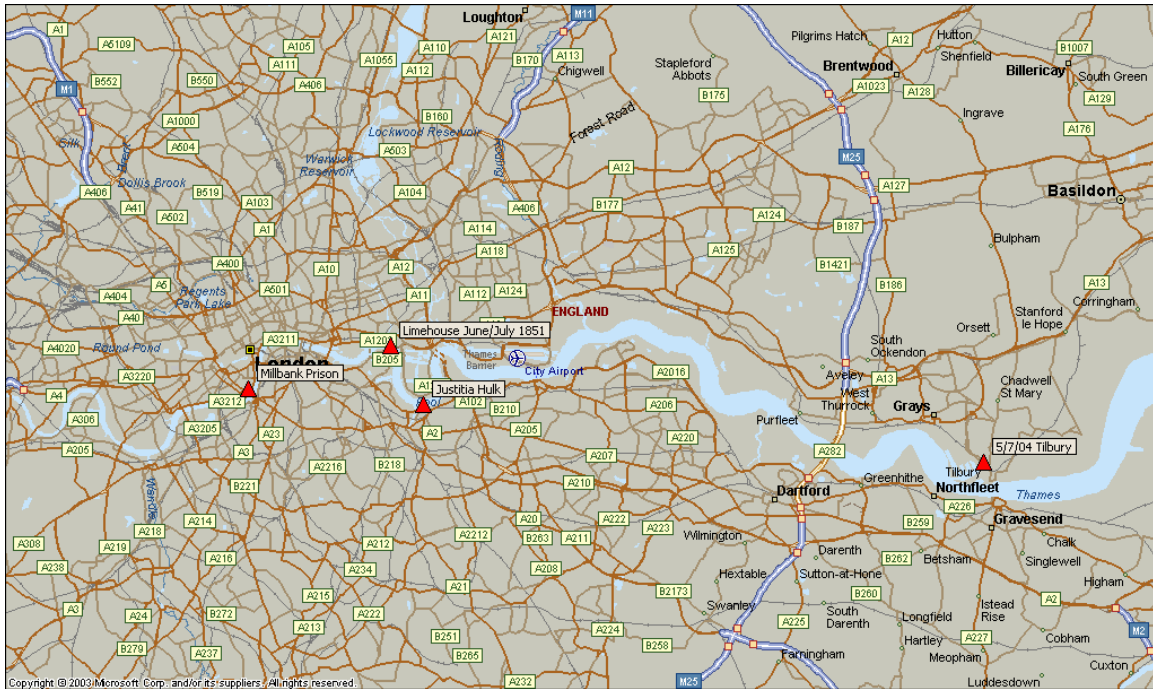 Loughton
M11
A1
A5109
A105
A111
A406
A1055
A110
A112
A121
B170
A113
Chigwell
Stapleford
Abbots
Pilgrims Hatch
A12
Hutton
Shenfield
B1007
Brentwood
Billericay
South Green
M1
B552
B550
A406
B160
B175
A1023
A128
A129
Ingrave
A1000
A504
Lockwood Reservoir
Forest Road
A176
Silk
Brent
Dollis Brook
Warwick
Reservoir
A503
Roding
A12
M25
A406
A41
B519
A502
A103
A104
A406
B177
A127
Basildon
A1
A114
A124
B187
A400
A10
A12
A118
A125
B1421
Bulpham
A5
A404
Regents
Park Lake
A501
A11
A112
A124
B186
A13
Corringham
A40
ENGLAND
Stanford
le Hope
Orsett
A4020
Round Pond
A3211
London
A1203
Limehouse June/July 1851
B205
Thames
Barrier
City Airport
South
Ockendon
A4
A3220
Millbank Prison
Justitia Hulk
A2016
Aveley
A13
Chadwell
St Mary
A306
A3212
A102
B210
A206
West
Thurrock
Purfleet
Grays
A205
A3205
A23
A3
A2
A205
A220
A282
5/7/04 Tilbury
A2216
B218
A207
Tilbury
Wandle
B221
A210
Dartford
Greenhithe
Northfleet
Thames
A226
A308
A218
A214
A219
A20
A222
A223
B259
Gravesend
A212
A2212
B263
A211
Wilmington
Chalk
A238
A216
A234
A208
Darenth
B262
Betsham
Singlewell
Hextable
Sutton-at-Hone
Higham
A3
A24
B272
A215
A222
A21
B2173
B260
Istead
Rise
A2
Swanley
A213
South
Darenth
Longfield
B279
A237
B251
B265
A224
B258
A225
Hartley
A227
Cobham
M2
Farningham
Meopham
Cuxton
A232
M25
Luddesdown
Copyright © 2003 Microsoft Corp. and/or its suppliers. All rights reserved.